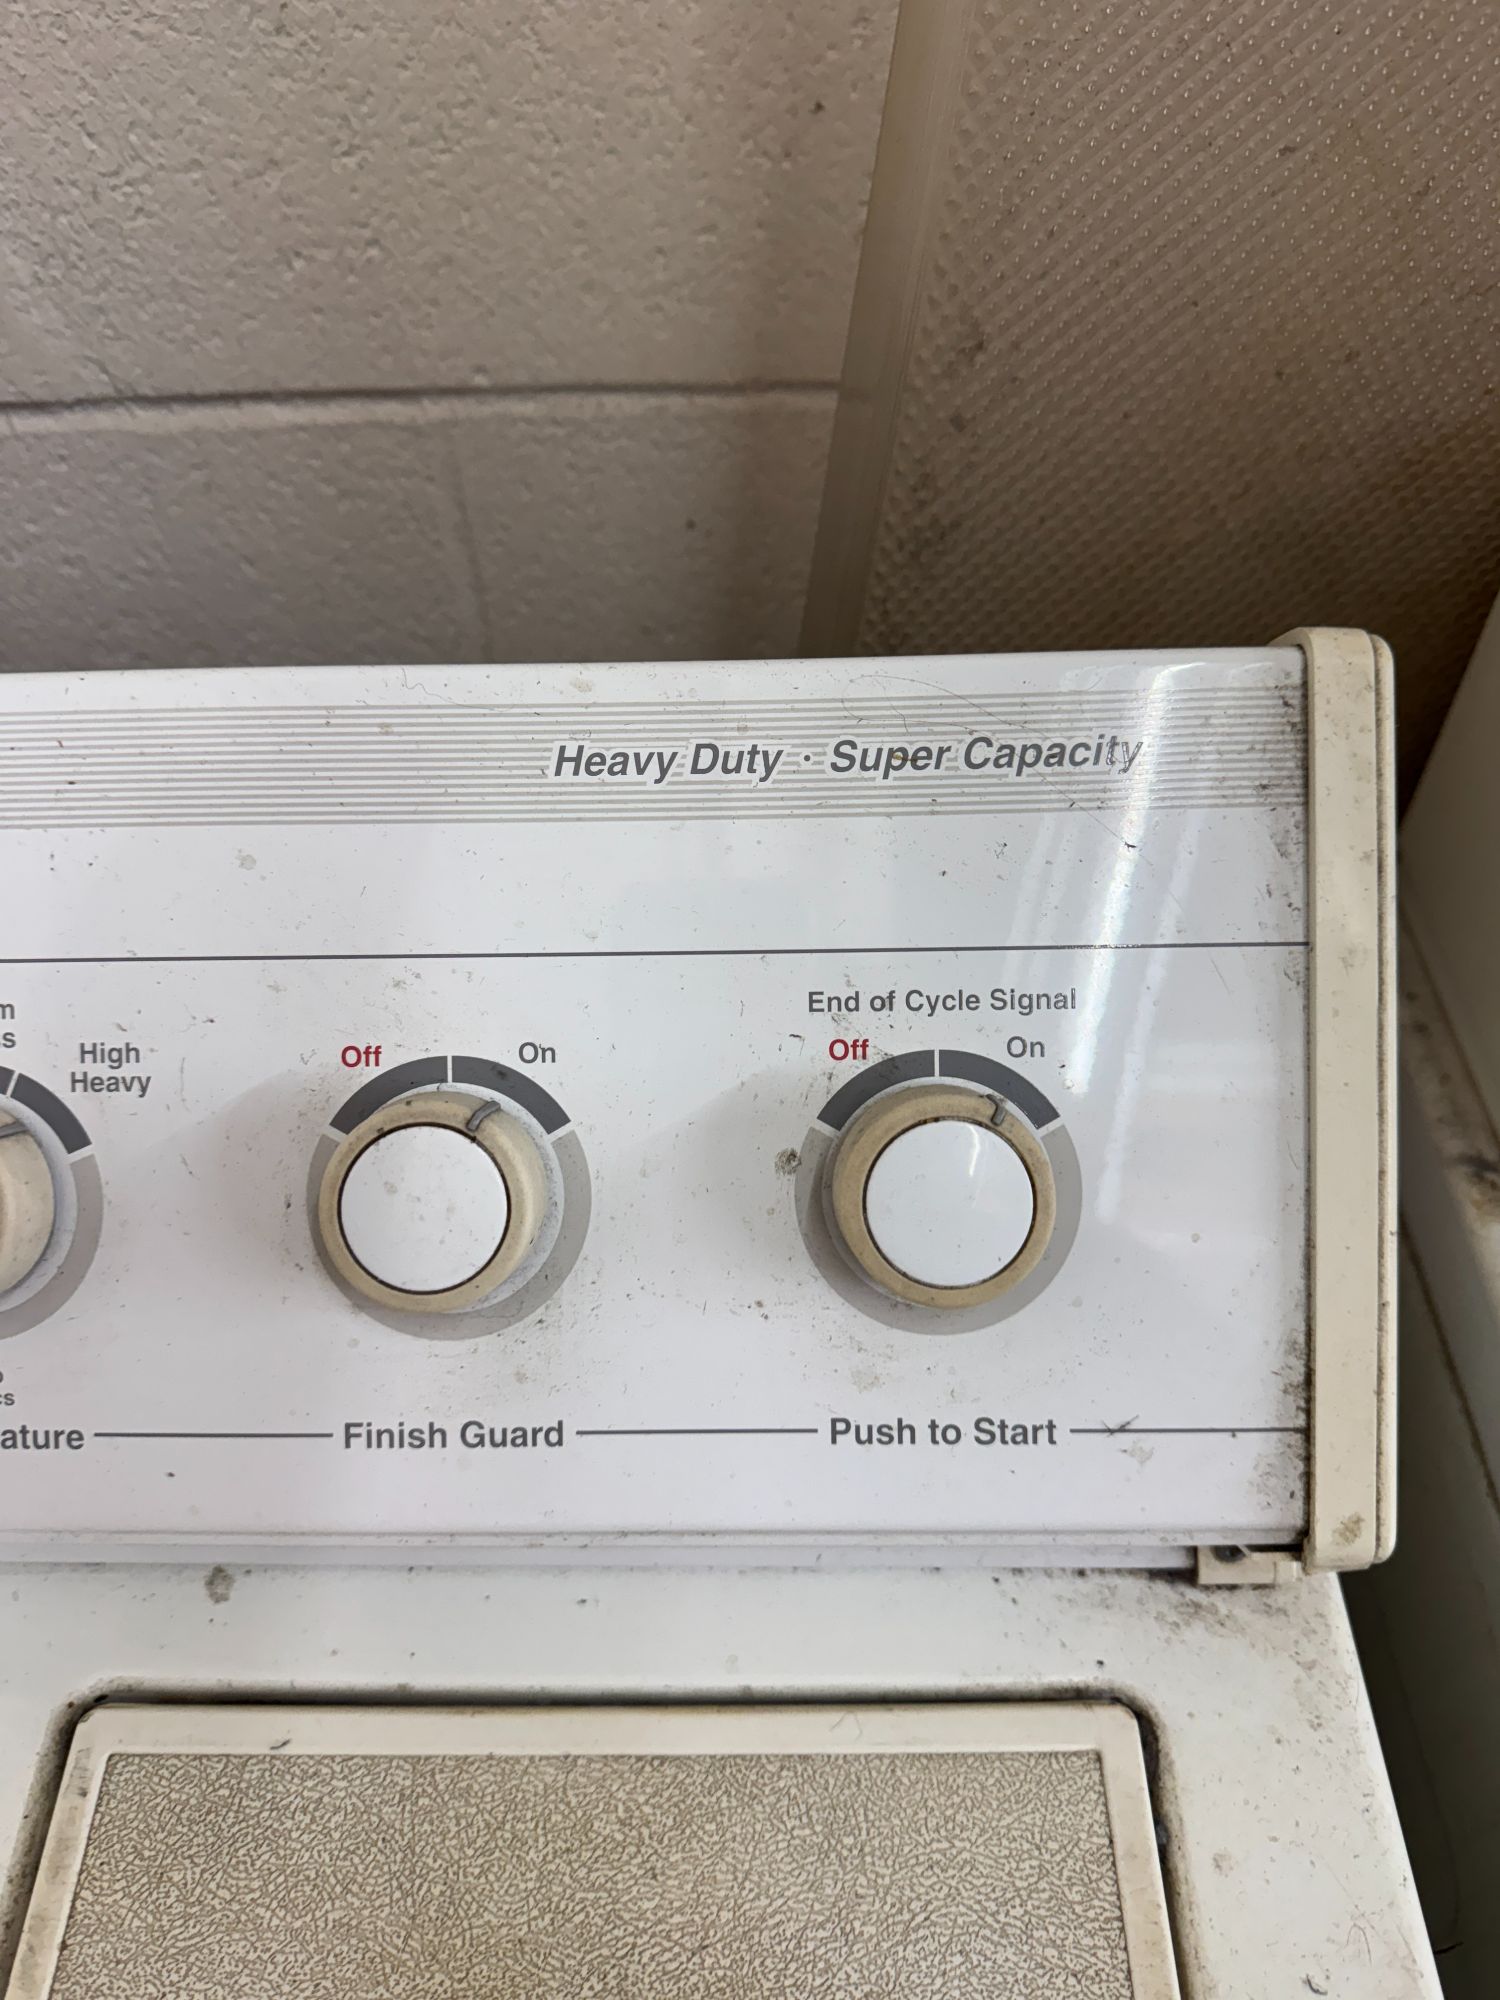 Heavy Duty · Super Capacity
End of Cycle Signal
Off On
Off On
High
Heavy
Finish Guard
Push to Start